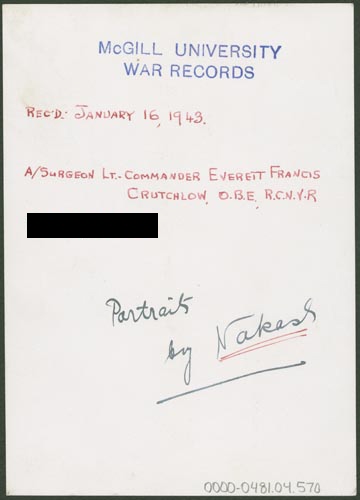 McGILL UNIVERSITY
WAR RECORDS
REC'D: JANUARY 16, 1943.
A/SURGEON LT.-COMMANDER EVERETT FRANCIS
CRUTCHLOW, O.B.E, R.C.N.V.R
Portraits
by Nakash
0000-0481.04.570